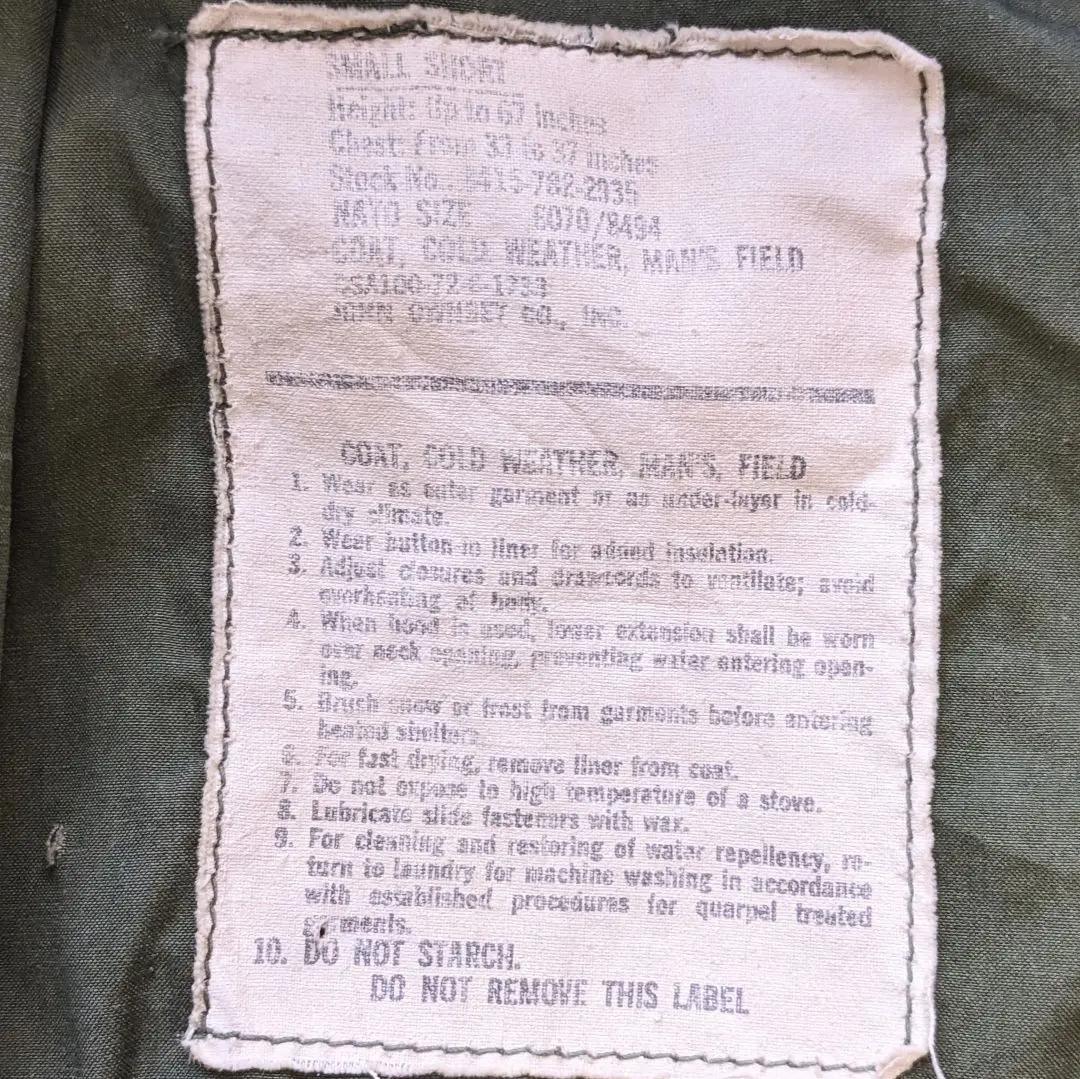 SMALL SHORT
Height: Up to 67 inches
Chest: From 33 to 37 inches
Stock No.: 8415-782-2935
NATO SIZE 6070/8494
COAT, COLD WEATHER, MAN'S FIELD
DSA100-72-C-1733
JOHN OWNBEY CO., INC.
COAT, COLD WEATHER, MAN'S, FIELD
1. Wear as outer garment or as under-layer in cold-
dry climate.
2. Wear button in liner for added insulation.
3. Adjust closures and drawcords to ventilate; avoid
overheating of body.
4. When hood is used, lower extension shall be worn
over neck opening, preventing water entering open-
ing.
5. Brush snow or frost from garments before entering
heated shelters.
6. For fast drying, remove liner from coat.
7. Do not expose to high temperature of a stove.
8. Lubricate slide fasteners with wax.
9. For cleaning and restoring of water repellency, re-
turn to laundry for machine washing in accordance
with established procedures for quarpel treated
garments.
10. DO NOT STARCH.
DO NOT REMOVE THIS LABEL